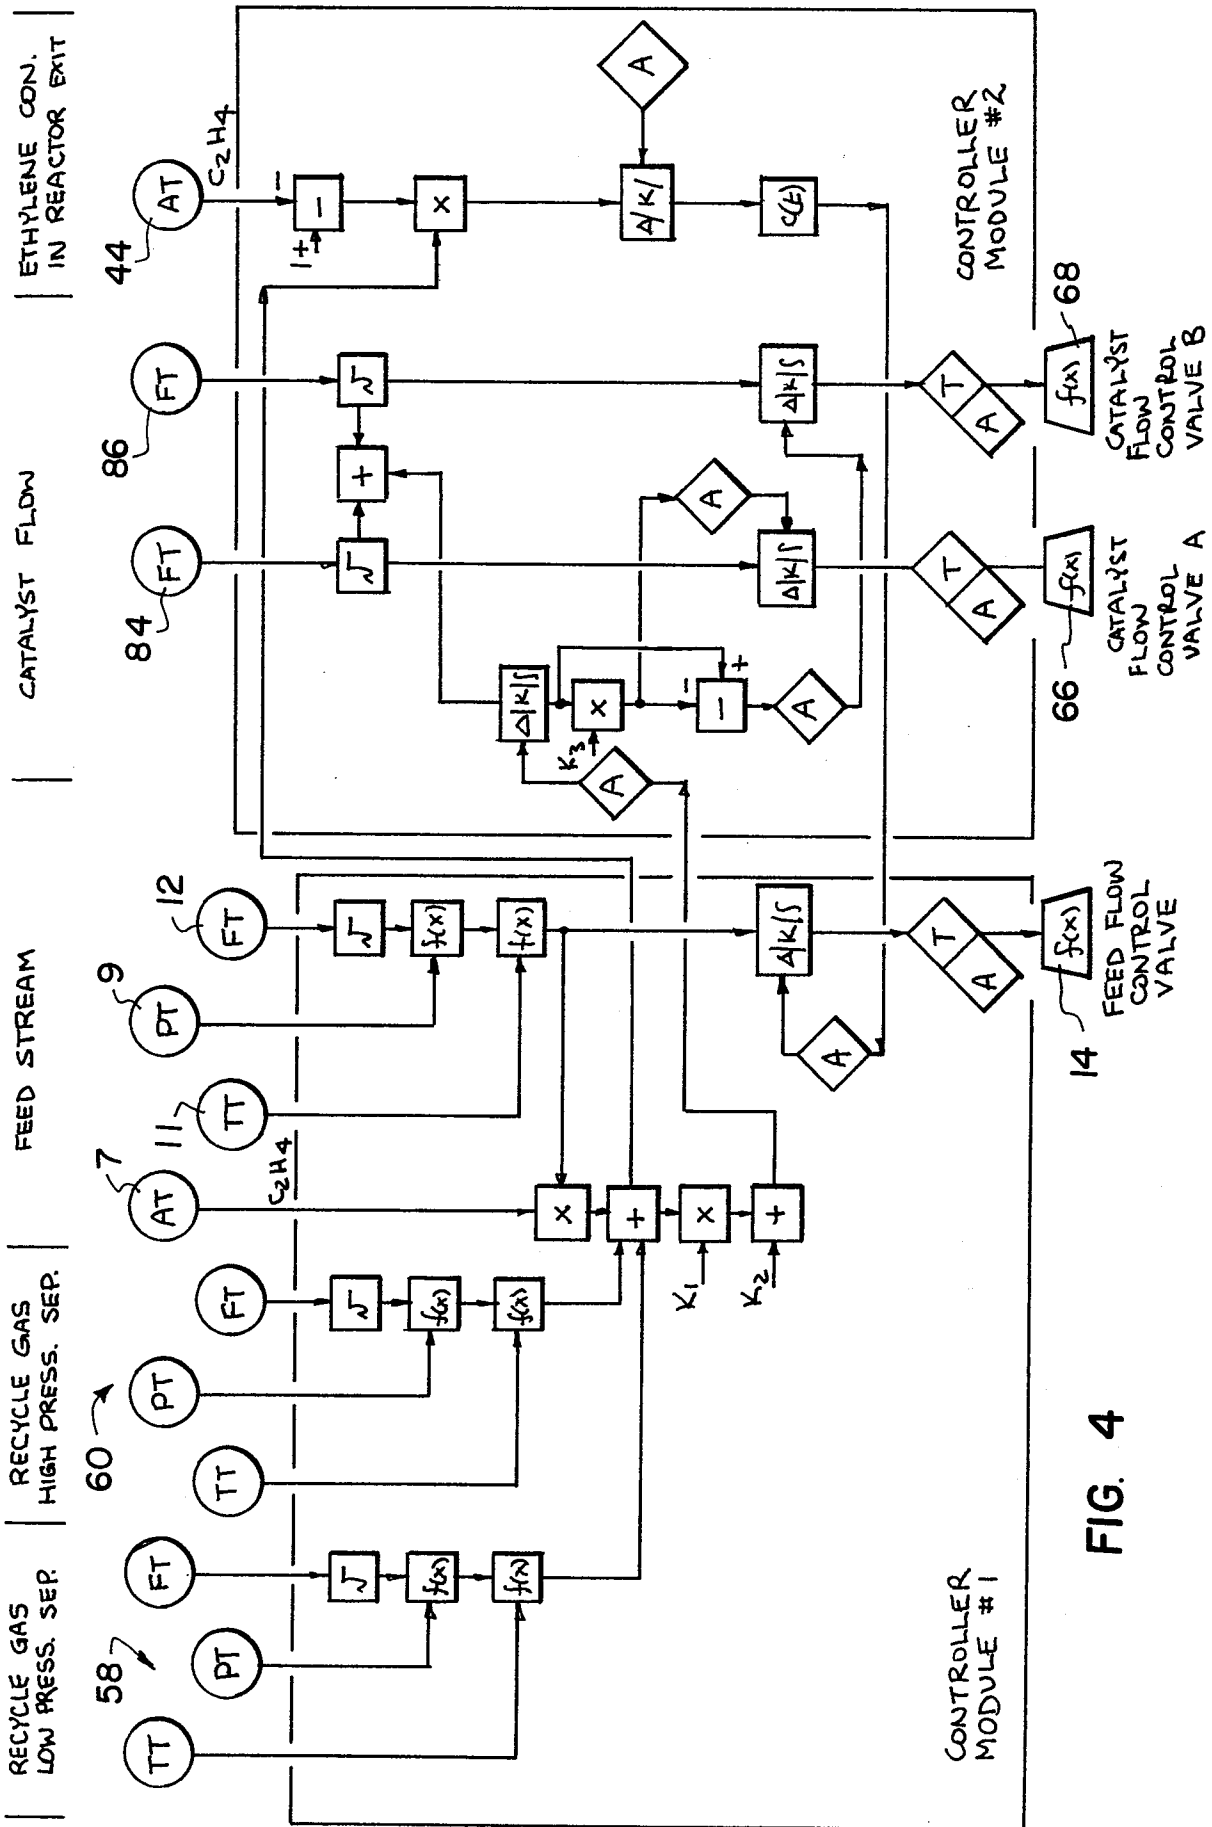 RECYCLE GAS
LOW PRESS. SEP.
RECYCLE GAS
HIGH PRESS. SEP.
FEED STREAM
CATALYST FLOW
ETHYLENE CON.
IN REACTOR EXIT
58
60
7
11
9
12
84
86
44
TT
PT
FT
TT
PT
FT
AT
TT
PT
FT
FT
FT
AT
C2H4
C2H4
√
f(x)
f(x)
√
f(x)
f(x)
√
f(x)
f(x)
√
+
√
1+
−
−
×
×
+
K1
×
K2
+
Δ|K|∫
K3
×
−
+
−
A
A
A
Δ|K|∫
Δ|K|∫
Δ|K|
A
C(E)
Δ|K|∫
A
T
A
T
A
T
A
f(x)
f(x)
f(x)
14
66
68
CONTROLLER
MODULE #1
CONTROLLER
MODULE #2
FEED FLOW
CONTROL
VALVE
CATALYST
FLOW
CONTROL
VALVE A
CATALYST
FLOW
CONTROL
VALVE B
FIG. 4